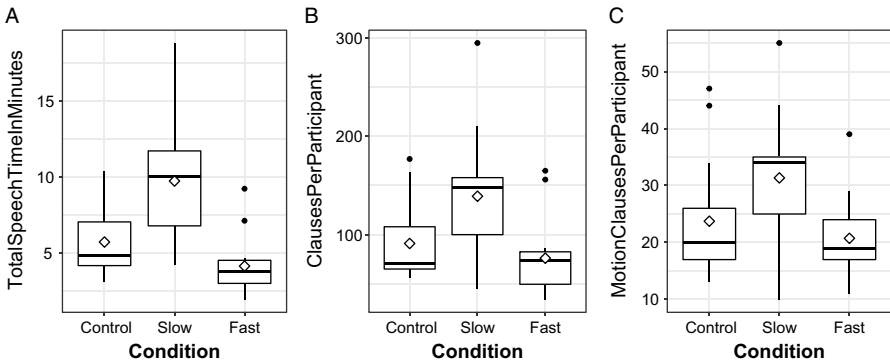 A
TotalSpeechTimeInMinutes
15
10
5
Control Slow Fast
Condition
B
ClausesPerParticipant
300
200
100
Control Slow Fast
Condition
C
MotionClausesPerParticipant
50
40
30
20
10
Control Slow Fast
Condition